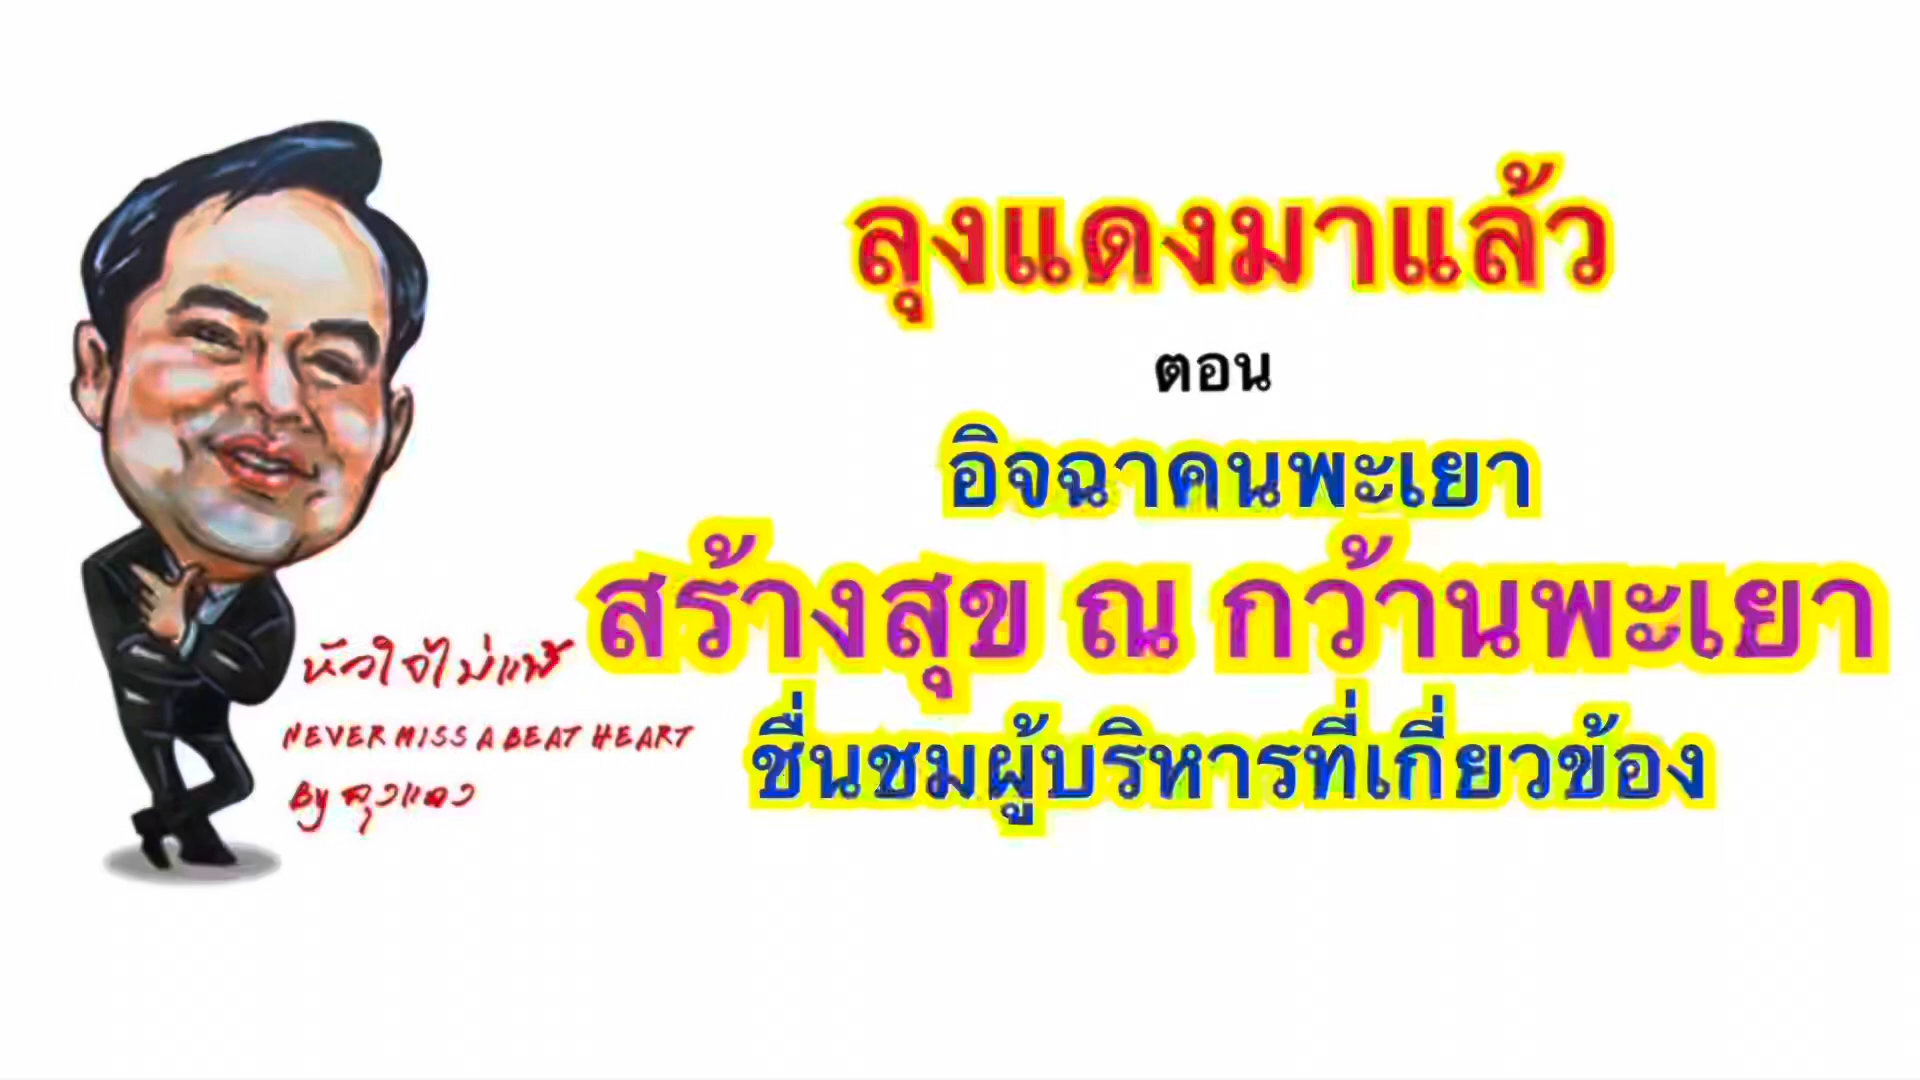 ลุงแดงมาแล้ว
ตอน
อิจฉาคนพะเยา
สร้างสุข ณ กว้านพะเยา
ชื่นชมผู้บริหารที่เกี่ยวข้อง
หัวใจไม่แพ้
NEVER MISS A BEAT HEART
By ลุงแดง